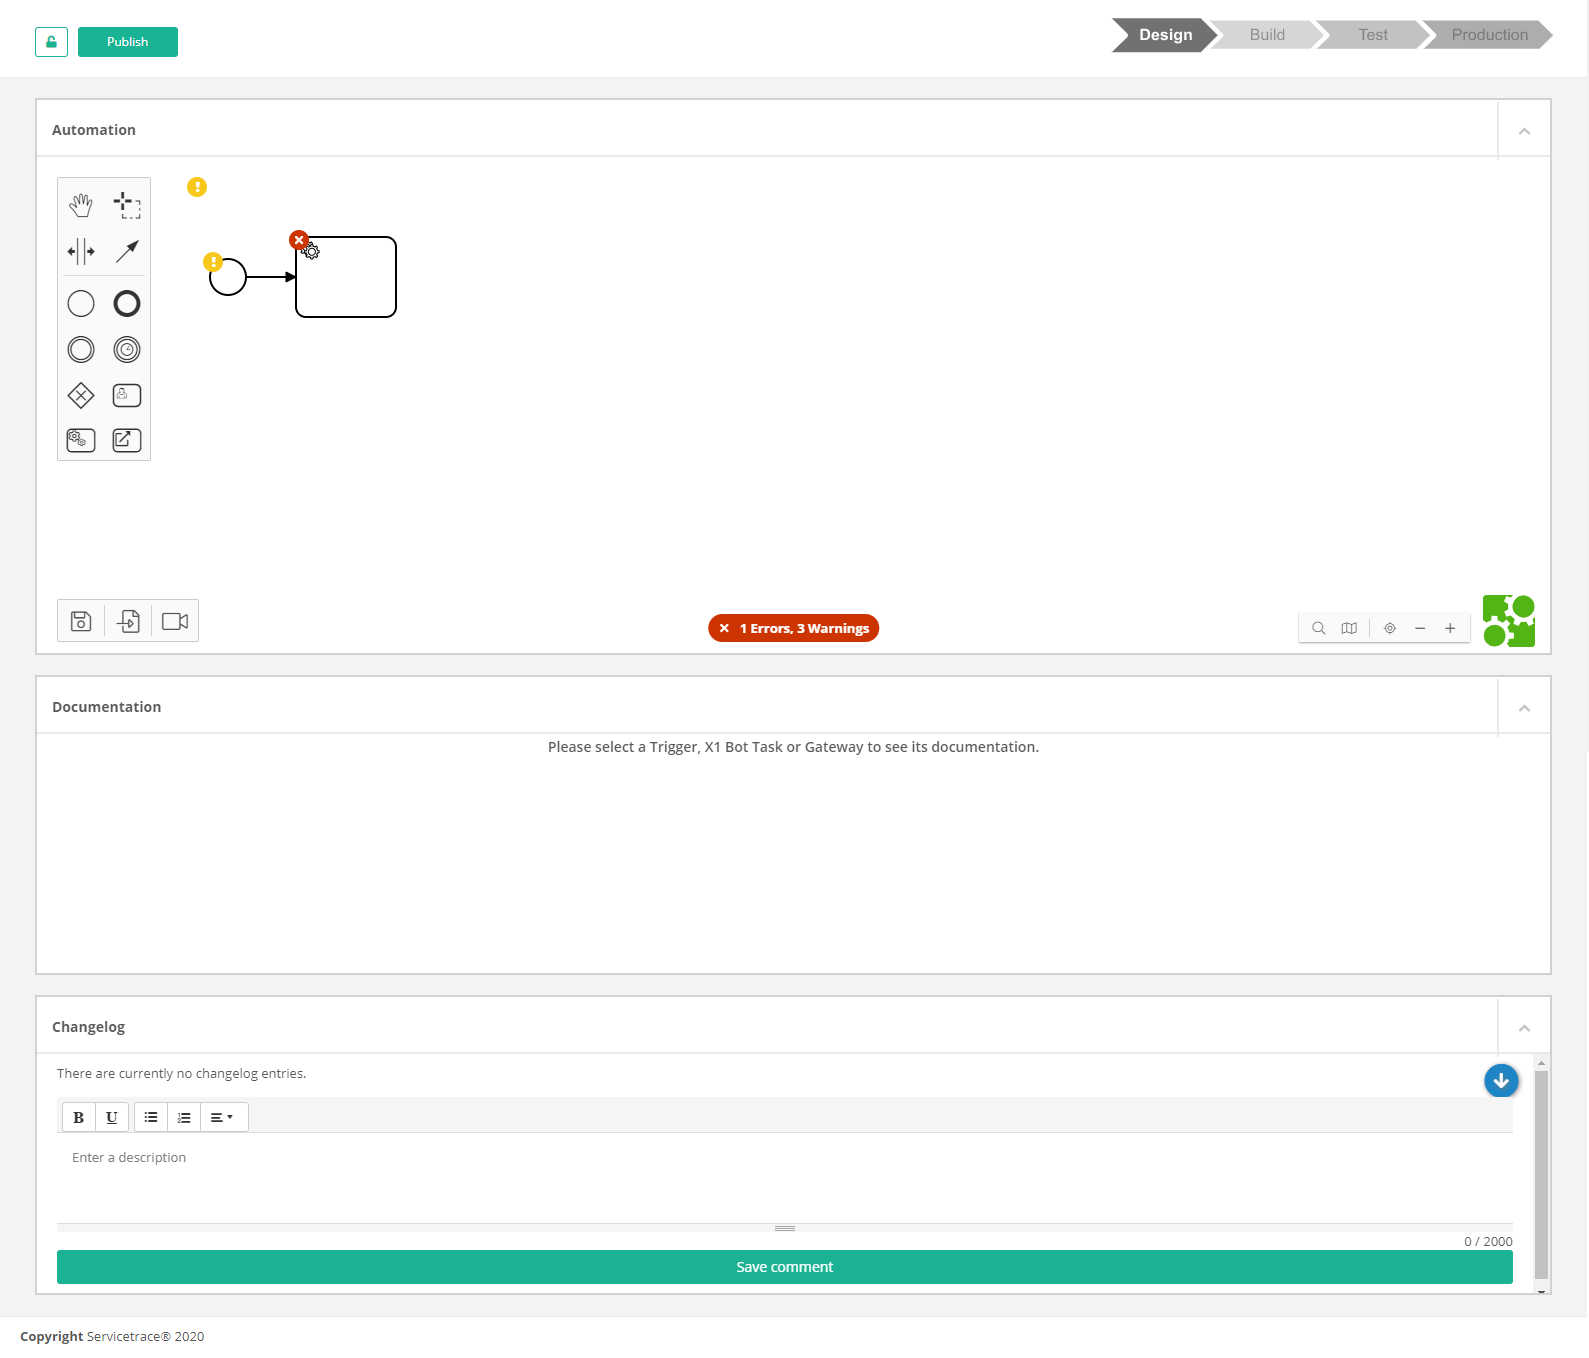 Publish
Design
Build
Test
Production
Automation
1 Errors, 3 Warnings
Documentation
Please select a Trigger, X1 Bot Task or Gateway to see its documentation.
Changelog
There are currently no changelog entries.
B U
Enter a description
0 / 2000
Save comment
Copyright Servicetrace® 2020